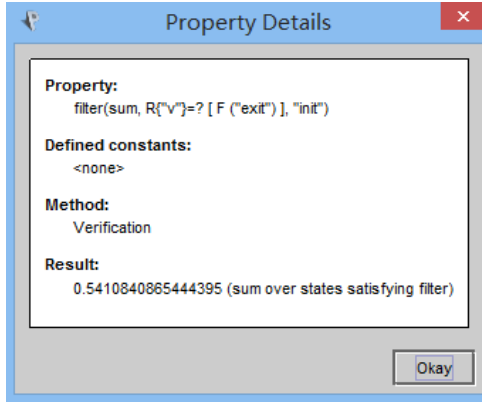 Property Details
Property:
filter(sum, R{"v"}=? [ F ("exit") ], "init")
Defined constants:
<none>
Method:
Verification
Result:
0.5410840865444395 (sum over states satisfying filter)
Okay